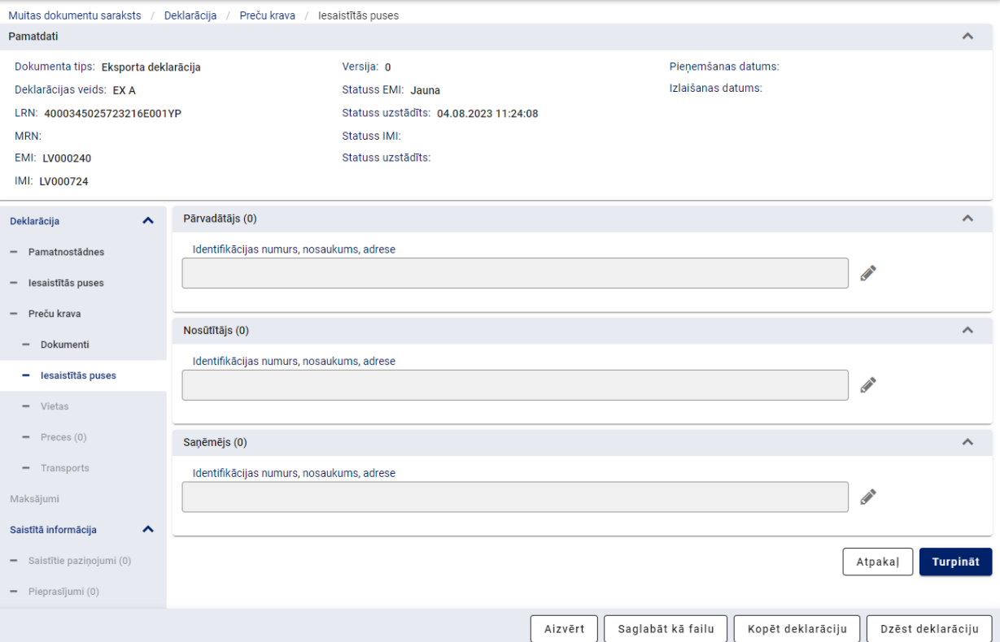 Muitas dokumentu saraksts / Deklarācija / Preču krava / Iesaistītās puses
Pamatdati
Dokumenta tips: Eksporta deklarācija
Deklarācijas veids: EX A
LRN: 4000345025723216E001YP
MRN:
EMI: LV000240
IMI: LV000724
Versija: 0
Statuss EMI: Jauna
Statuss uzstādīts: 04.08.2023 11:24:08
Statuss IMI:
Statuss uzstādīts:
Pieņemšanas datums:
Izlaišanas datums:
Deklarācija
Pamatnostādnes
Iesaistītās puses
Preču krava
Dokumenti
Iesaistītās puses
Vietas
Preces (0)
Transports
Maksājumi
Saistītā informācija
Saistītie paziņojumi (0)
Pieprasījumi (0)
Pārvadātājs (0)
Identifikācijas numurs, nosaukums, adrese
Nosūtītājs (0)
Identifikācijas numurs, nosaukums, adrese
Saņēmējs (0)
Identifikācijas numurs, nosaukums, adrese
Atpakaļ
Turpināt
Aizvērt
Saglabāt kā failu
Kopēt deklarāciju
Dzēst deklarāciju